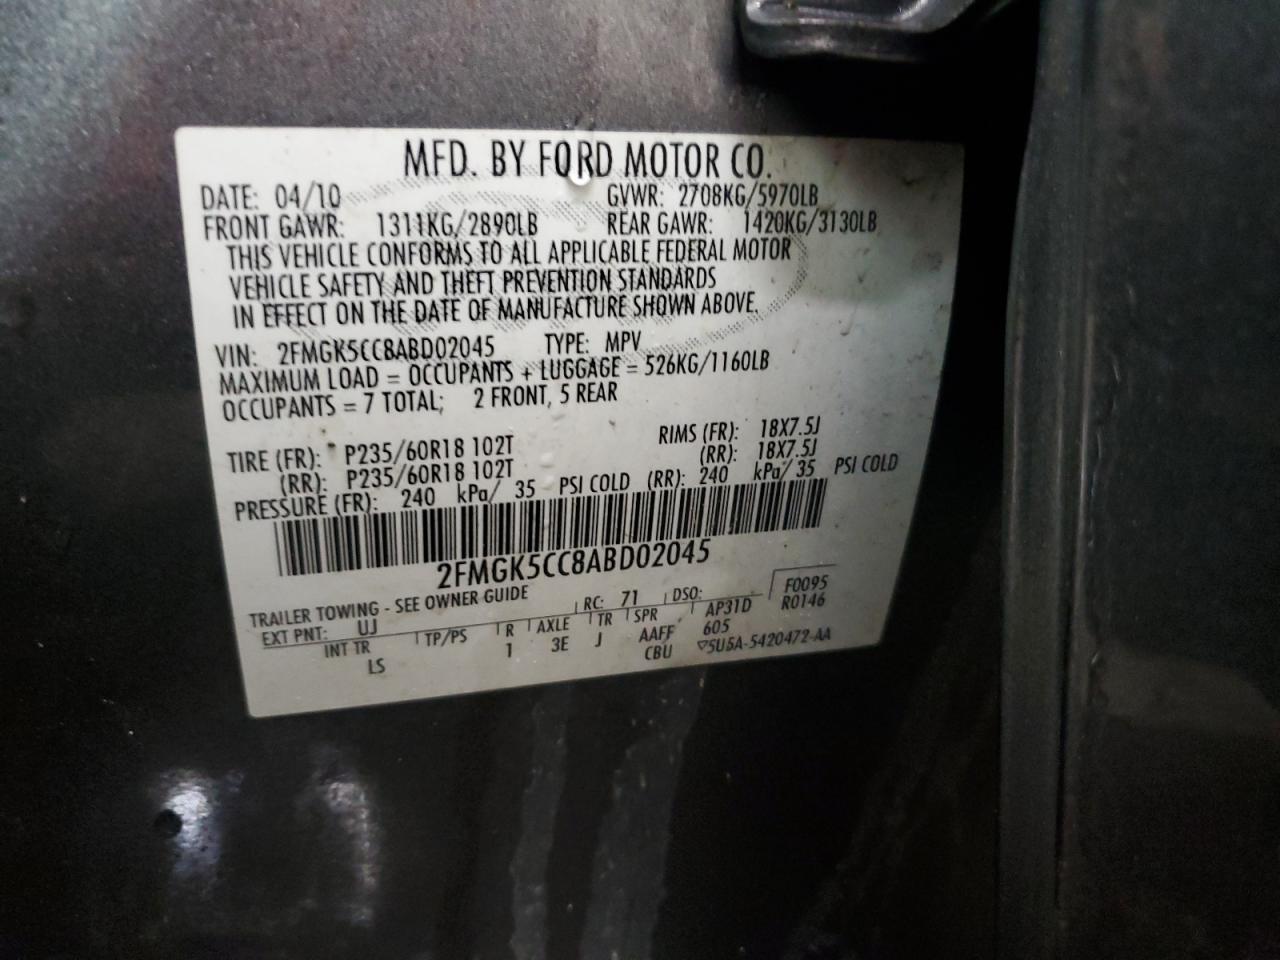 MFD. BY FORD MOTOR CO.
DATE: 04/10 GVWR: 2708KG/5970LB
FRONT GAWR: 1311KG/2890LB REAR GAWR: 1420KG/3130LB
THIS VEHICLE CONFORMS TO ALL APPLICABLE FEDERAL MOTOR
VEHICLE SAFETY AND THEFT PREVENTION STANDARDS
IN EFFECT ON THE DATE OF MANUFACTURE SHOWN ABOVE.
VIN: 2FMGK5CC8ABD02045 TYPE: MPV
MAXIMUM LOAD = OCCUPANTS + LUGGAGE = 526KG/1160LB
OCCUPANTS = 7 TOTAL; 2 FRONT, 5 REAR
TIRE (FR): P235/60R18 102T RIMS (FR): 18X7.5J
(RR): P235/60R18 102T (RR): 18X7.5J
PRESSURE (FR): 240 kPa/ 35 PSI COLD (RR): 240 kPa/ 35 PSI COLD
2FMGK5CC8ABD02045
TRAILER TOWING - SEE OWNER GUIDE
EXT PNT: UJ RC: 71 DSO: F0095
AP31D R0146
INT TR TP/PS R AXLE TR SPR 605
LS 1 3E J AAFF
CBU 5U5A-5420472-AA